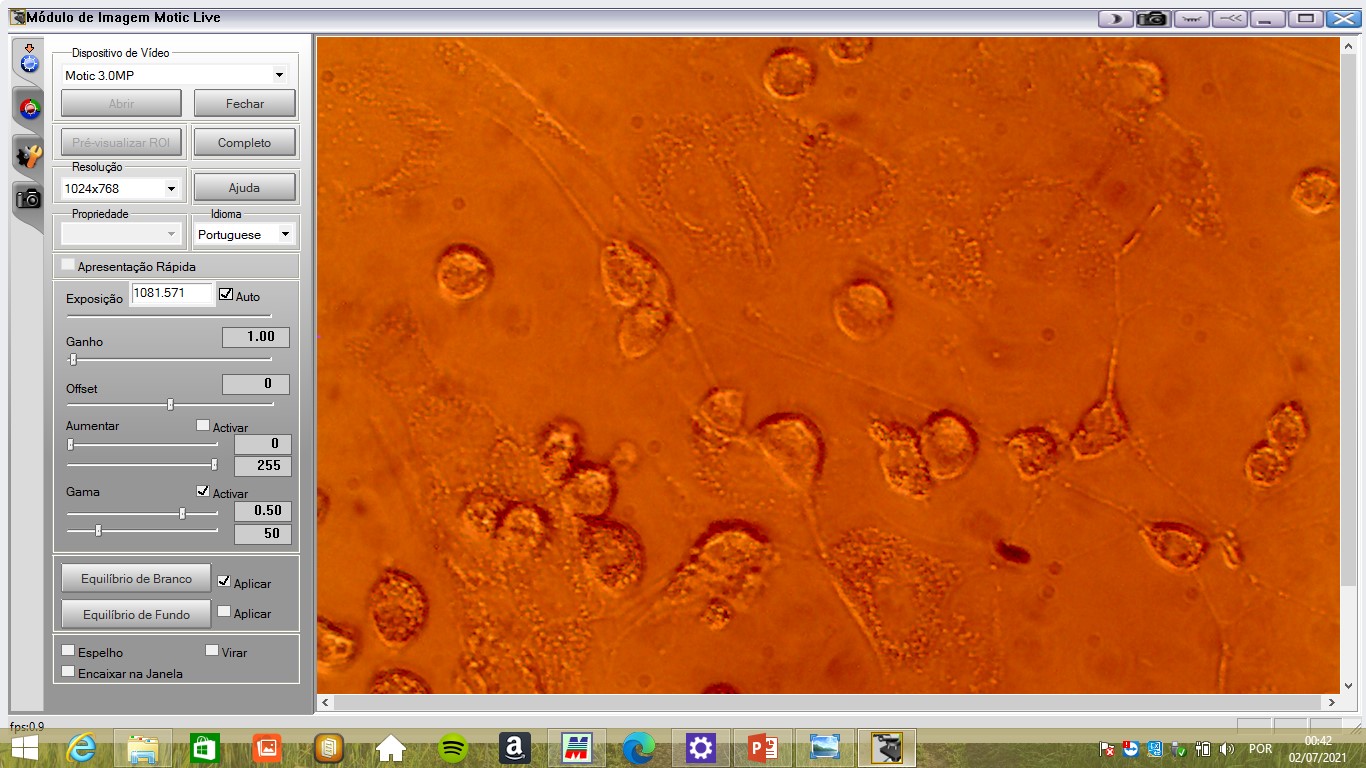 Módulo de Imagem Motic Live
Dispositivo de Vídeo
Motic 3.0MP
Abrir
Fechar
Pré-visualizar ROI
Completo
Resolução
1024x768
Ajuda
Propriedade
Idioma
Portuguese
Apresentação Rápida
Exposição
1081.571
Auto
Ganho
1.00
Offset
0
Aumentar
Activar
0
255
Gama
Activar
0.50
50
Equilíbrio de Branco
Aplicar
Equilíbrio de Fundo
Aplicar
Espelho
Virar
Encaixar na Janela
fps:0.9
POR
00:42
02/07/2021